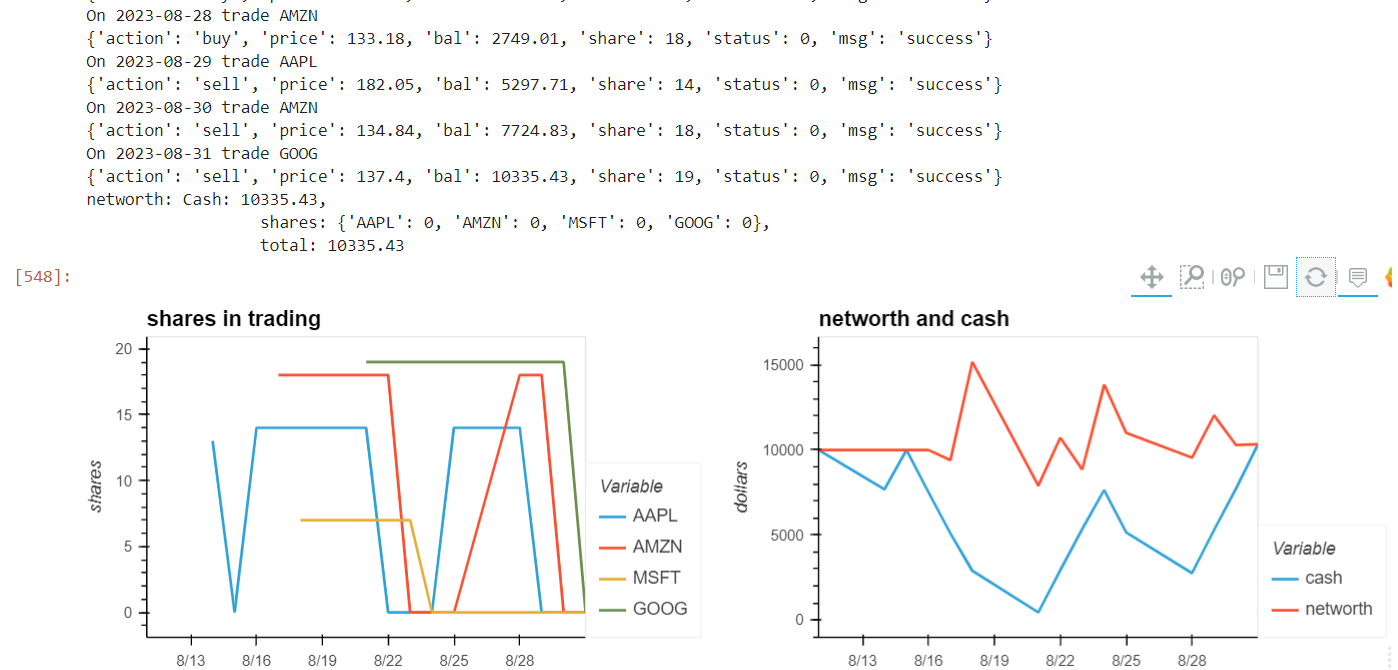 On 2023-08-28 trade AMZN
{'action': 'buy', 'price': 133.18, 'bal': 2749.01, 'share': 18, 'status': 0, 'msg': 'success'}
On 2023-08-29 trade AAPL
{'action': 'sell', 'price': 182.05, 'bal': 5297.71, 'share': 14, 'status': 0, 'msg': 'success'}
On 2023-08-30 trade AMZN
{'action': 'sell', 'price': 134.84, 'bal': 7724.83, 'share': 18, 'status': 0, 'msg': 'success'}
On 2023-08-31 trade GOOG
{'action': 'sell', 'price': 137.4, 'bal': 10335.43, 'share': 19, 'status': 0, 'msg': 'success'}
networth: Cash: 10335.43,
shares: {'AAPL': 0, 'AMZN': 0, 'MSFT': 0, 'GOOG': 0},
total: 10335.43
[548]:
shares in trading
20
15
10
5
0
shares
8/13 8/16 8/19 8/22 8/25 8/28
Variable
AAPL
AMZN
MSFT
GOOG
networth and cash
15000
10000
5000
0
dollars
8/13 8/16 8/19 8/22 8/25 8/28
Variable
cash
networth